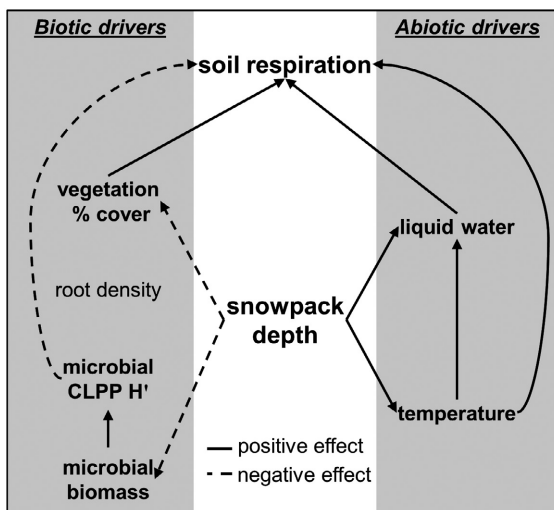 Biotic drivers
Abiotic drivers
soil respiration
vegetation
% cover
liquid water
root density
snowpack
depth
microbial
CLPP H'
temperature
microbial
biomass
positive effect
negative effect